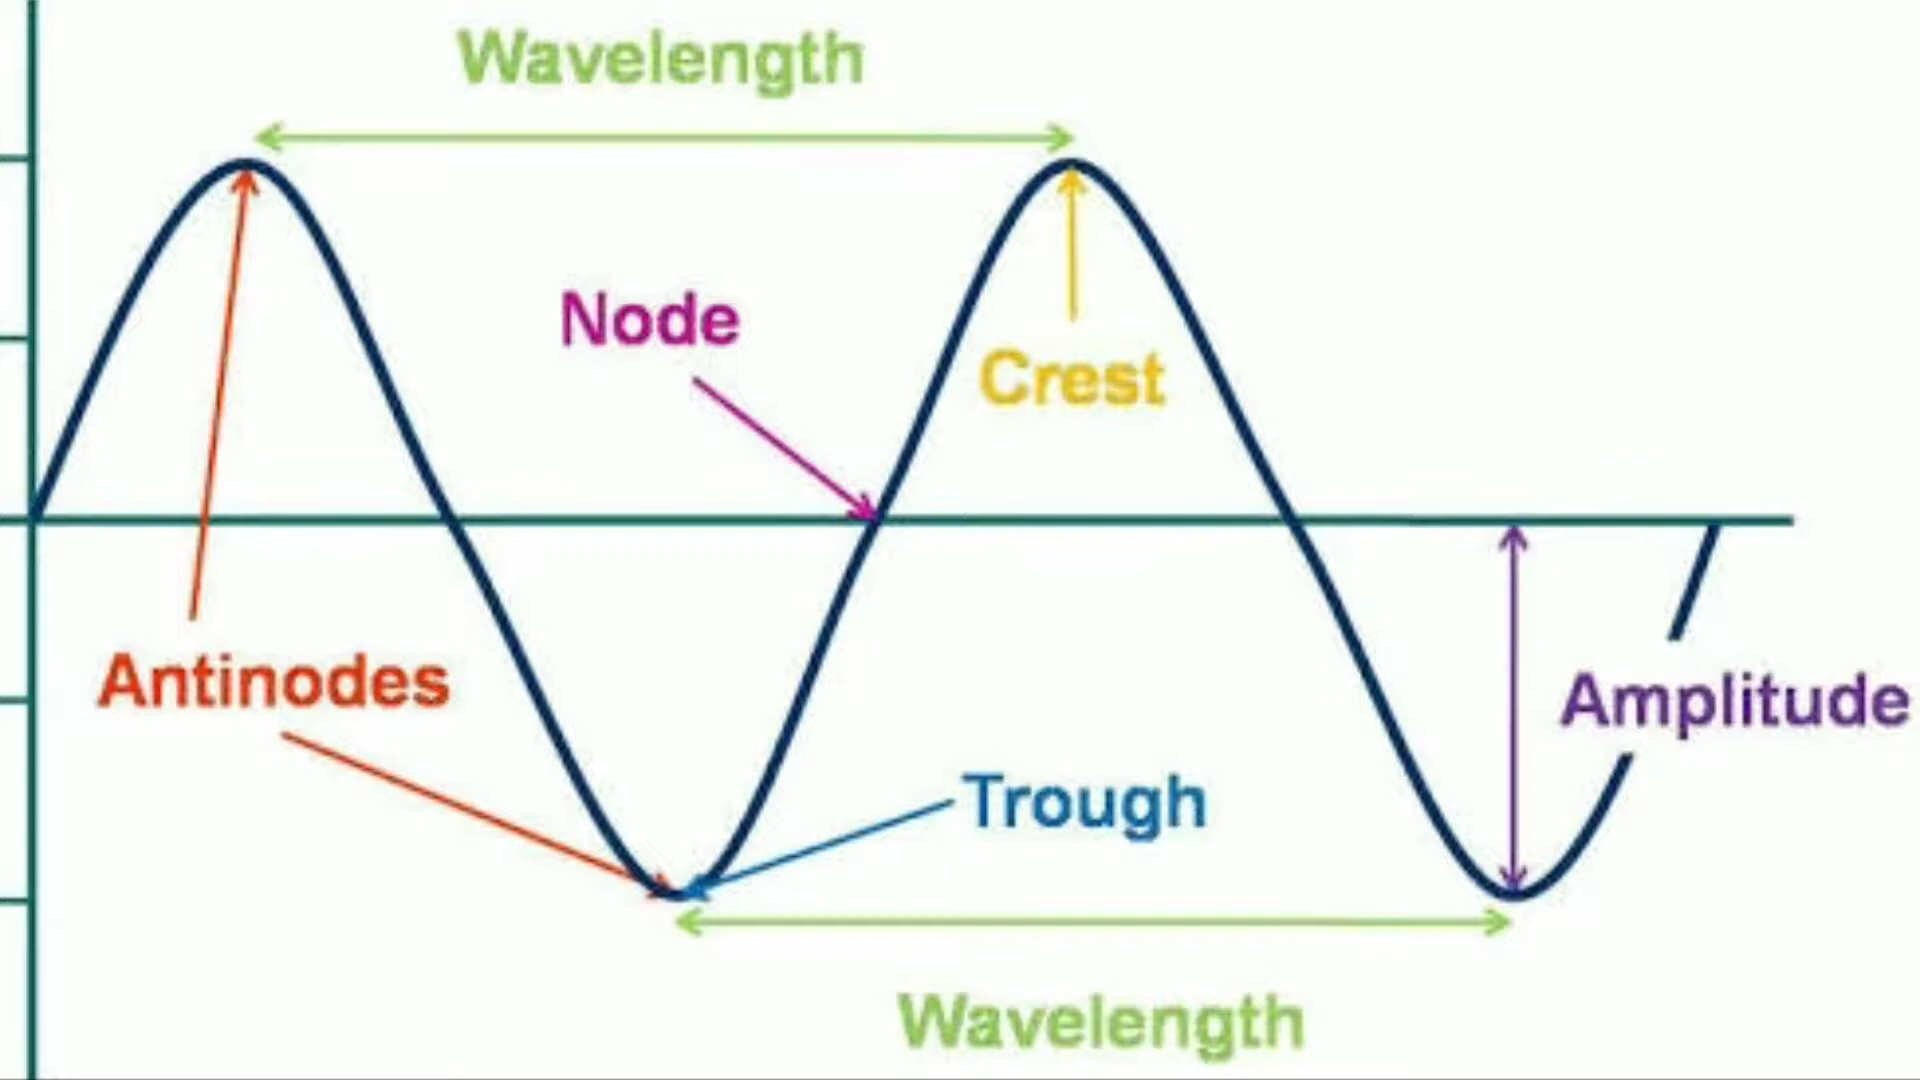 Wavelength
Node
Crest
Antinodes
Amplitude
Trough
Wavelength